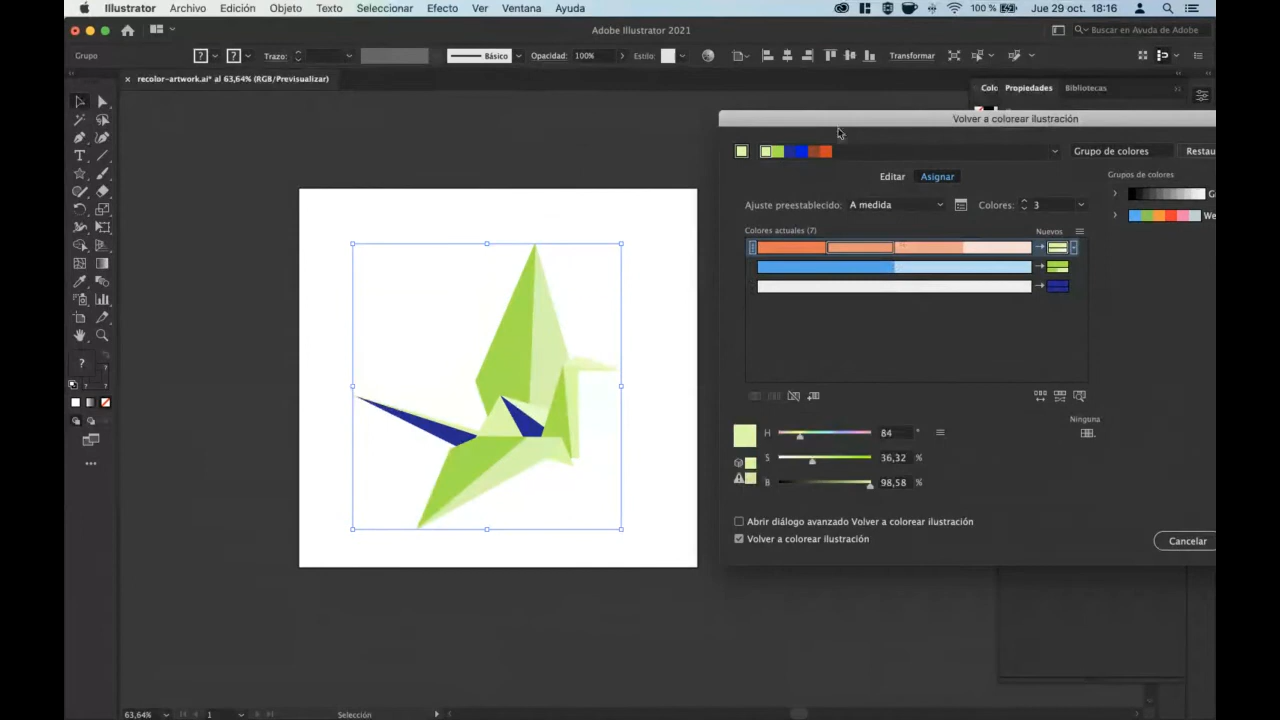 Illustrator Archivo Edición Objeto Texto Seleccionar Efecto Ver Ventana Ayuda 100 % Jue 29 oct. 18:16
Adobe Illustrator 2021 Buscar en Ayuda de Adobe
Grupo ? ? Trazo: Básico Opacidad: 100% Estilo: Transformar
× recolor-artwork.ai* al 63,64% (RGB/Previsualizar)
Colo Propiedades Bibliotecas
Volver a colorear ilustración
Grupo de colores Restau
Editar Asignar Grupos de colores
Ajuste preestablecido: A medida Colores: 3
G
We
Colores actuales (7) Nuevos
?
?
? ?
Ninguna
H 84 °
S 36,32 %
B 98,58 %
Abrir diálogo avanzado Volver a colorear ilustración
Volver a colorear ilustración
Cancelar
63,64% 1 Selección